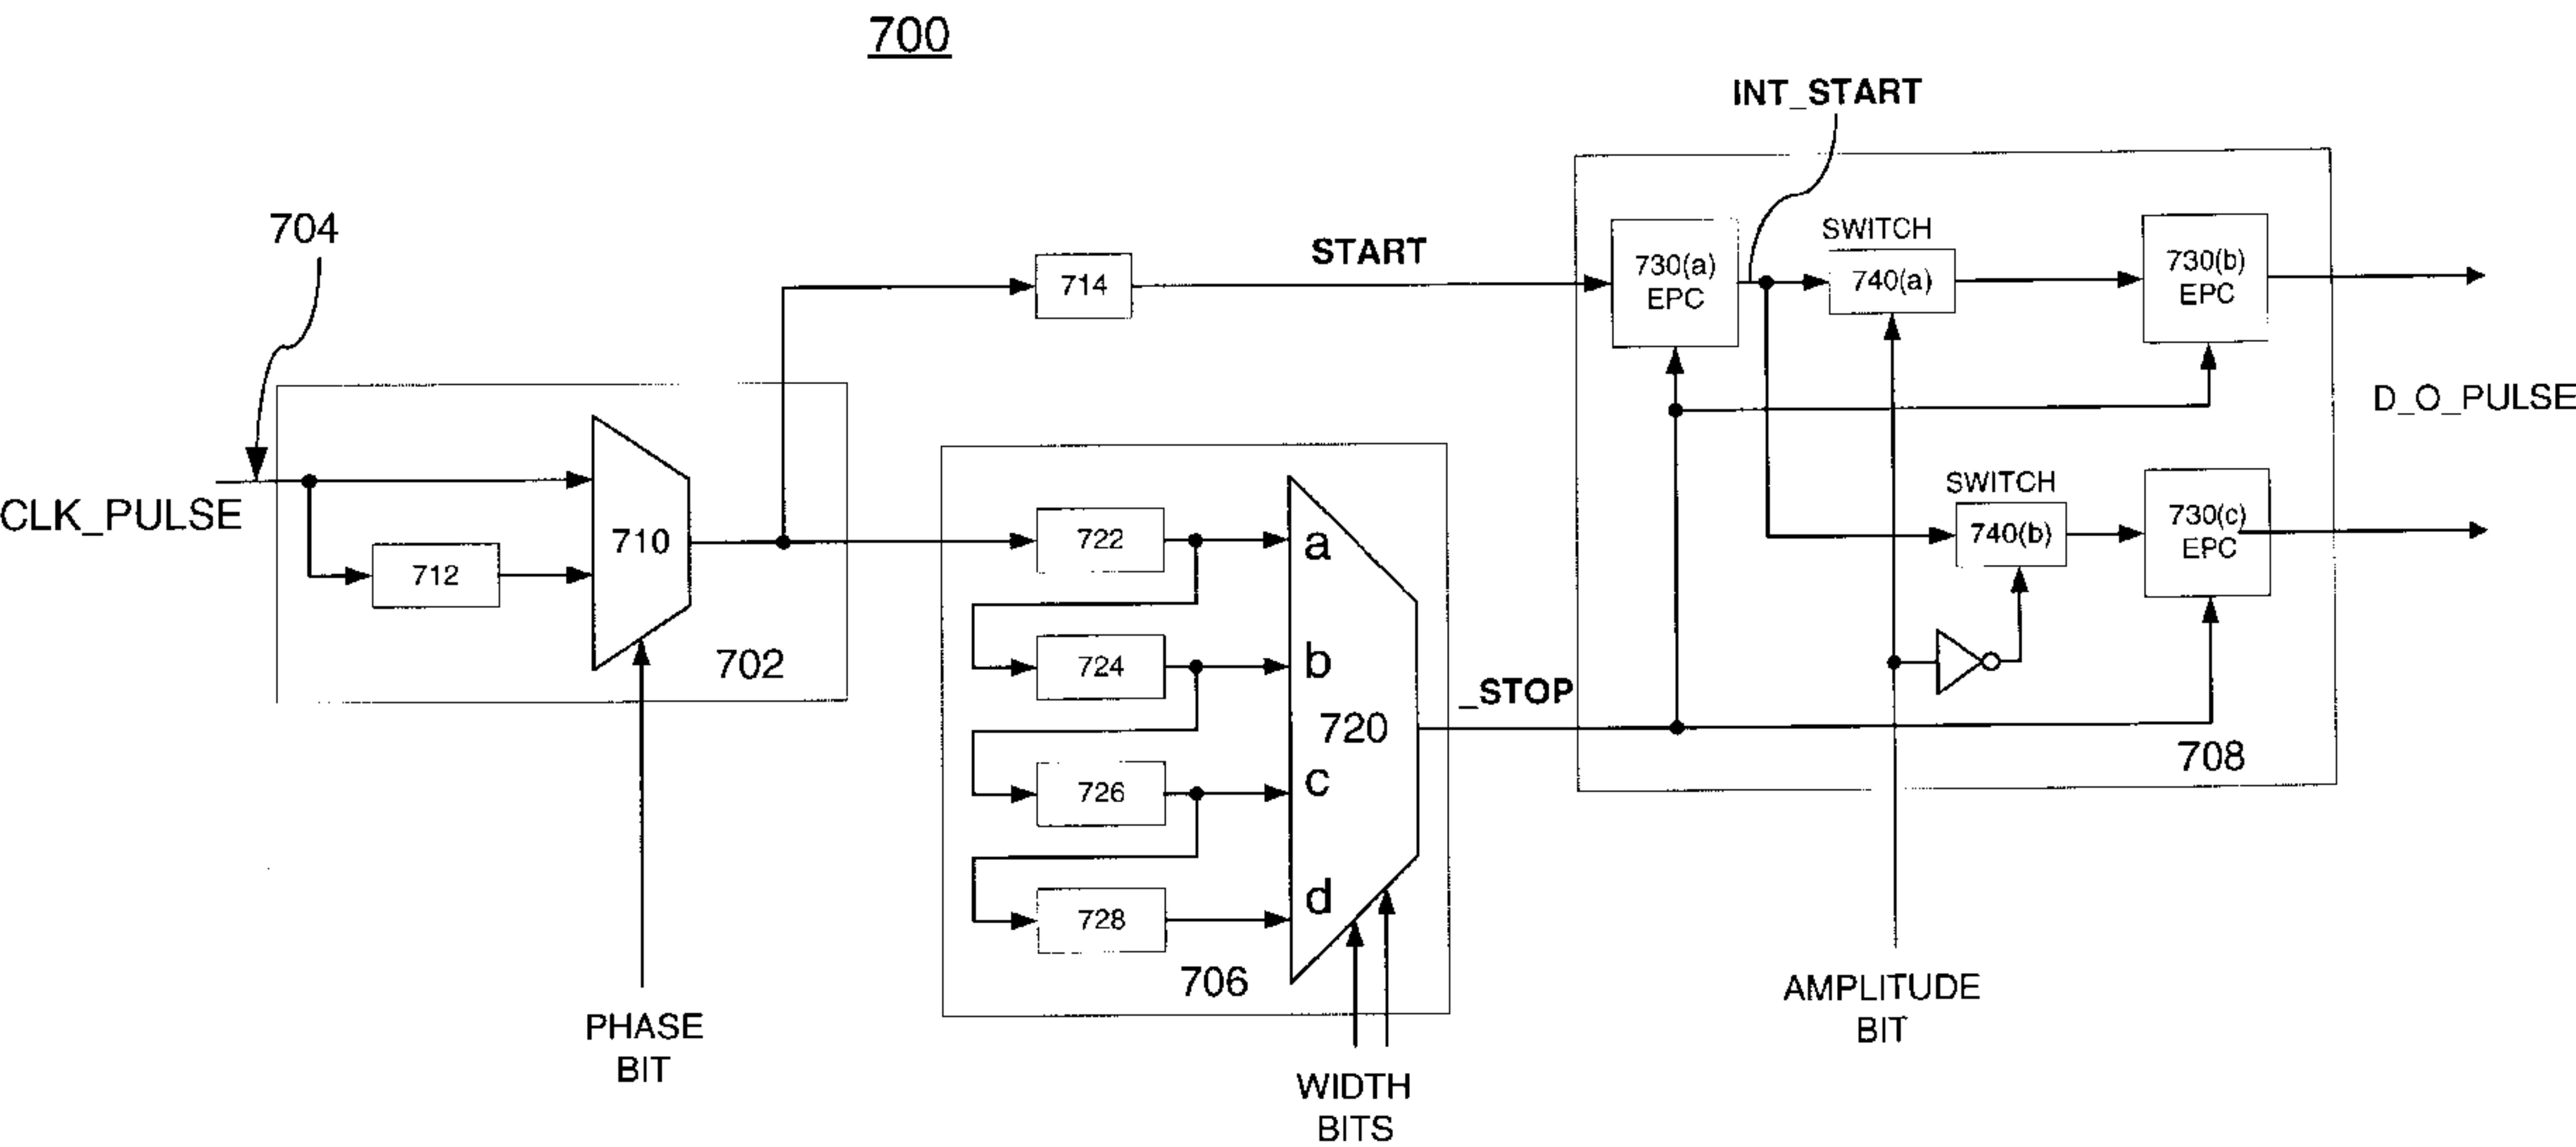 700
INT_START
704
START
714
730(a)
EPC
SWITCH
740(a)
730(b)
EPC
D_O_PULSE
CLK_PULSE
710
712
702
722
724
726
728
a
b
c
d
720
706
_STOP
SWITCH
740(b)
730(c)
EPC
708
PHASE
BIT
WIDTH
BITS
AMPLITUDE
BIT